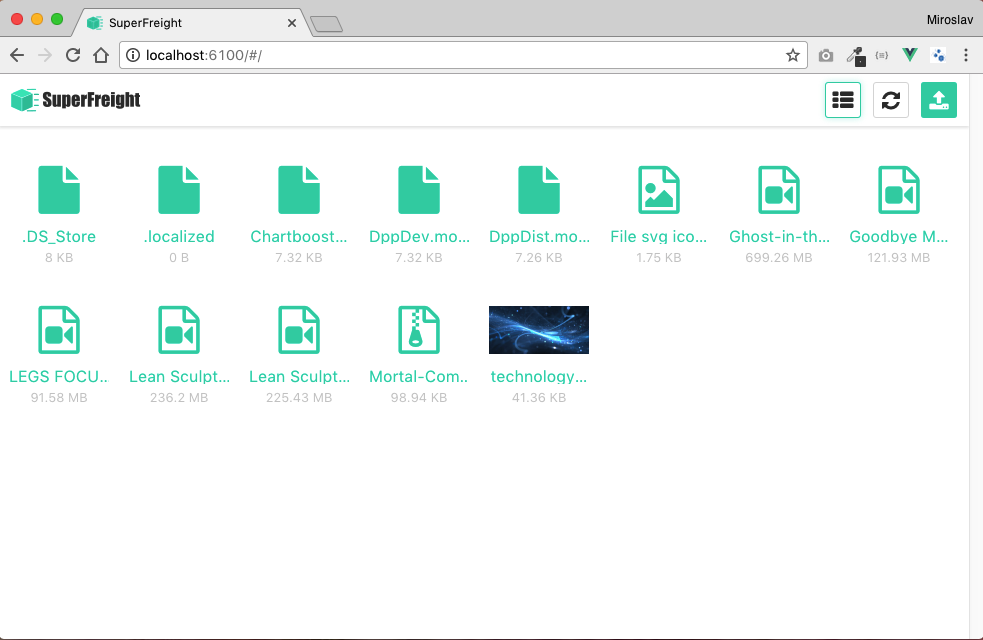 SuperFreight
Miroslav
localhost:6100/#/
SuperFreight
.DS_Store
.localized
Chartboost...
DppDev.mo...
DppDist.mo...
File svg ico...
Ghost-in-th...
Goodbye M...
8 KB
0 B
7.32 KB
7.32 KB
7.26 KB
1.75 KB
699.26 MB
121.93 MB
LEGS FOCU...
Lean Sculpt...
Lean Sculpt...
Mortal-Com...
technology...
91.58 MB
236.2 MB
225.43 MB
98.94 KB
41.36 KB